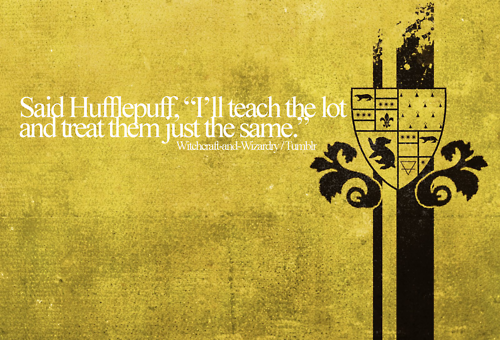 Said Hufflepuff, “I’ll teach the lot
and treat them just the same.”
Witchcraft-and-Wizardry / Tumblr